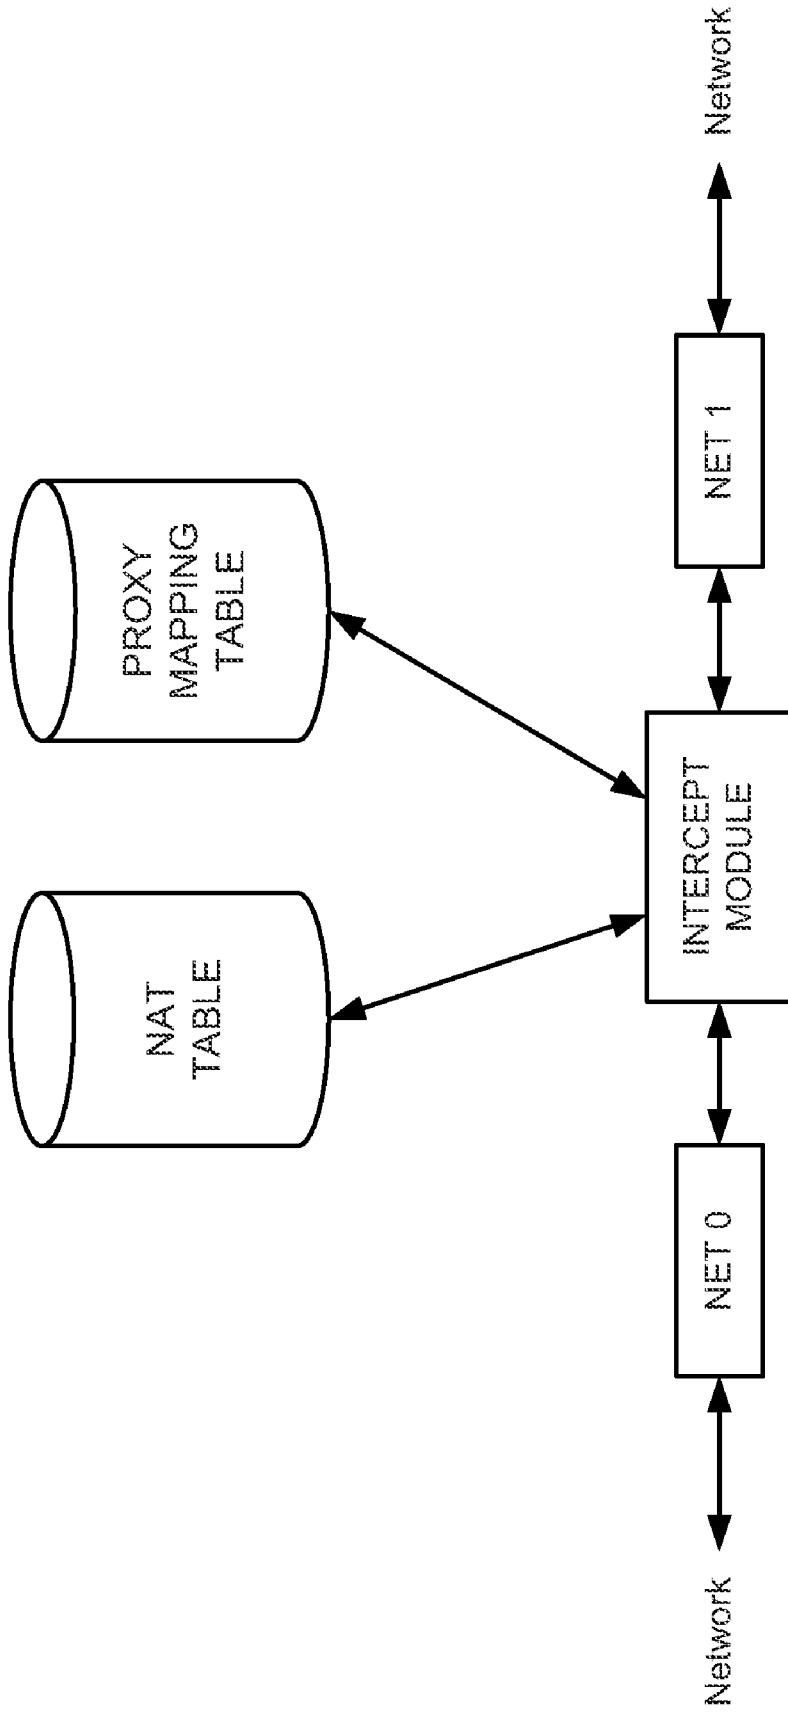 NAT
TABLE
PROXY
MAPPING
TABLE
Network
NET 0
INTERCEPT
MODULE
NET 1
Network